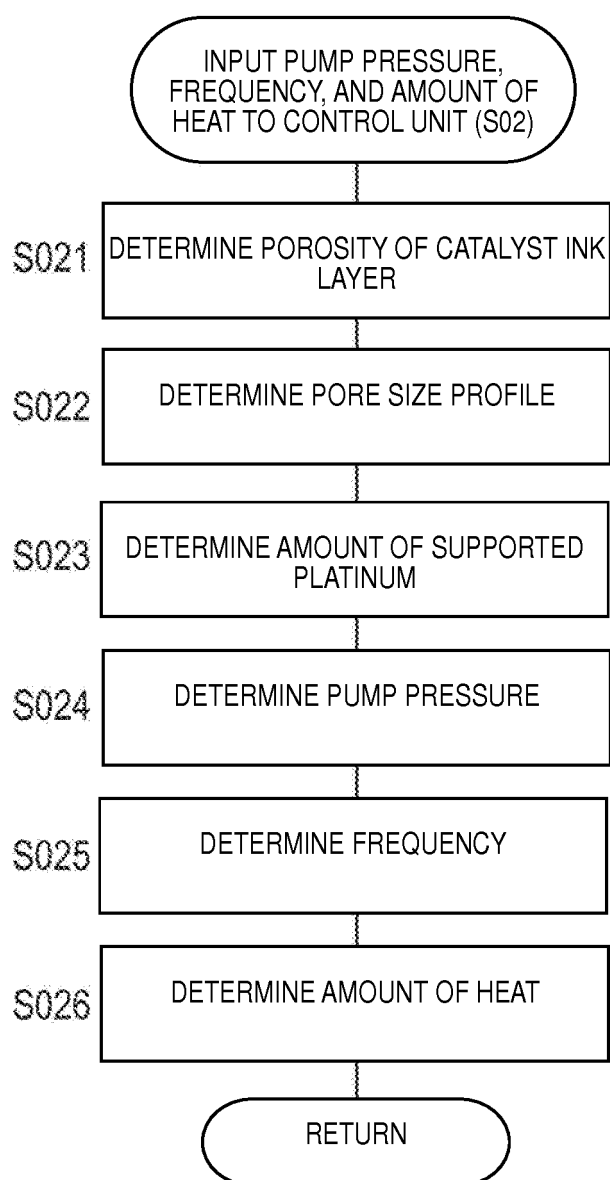 INPUT PUMP PRESSURE,
FREQUENCY, AND AMOUNT OF
HEAT TO CONTROL UNIT (S02)
S021
DETERMINE POROSITY OF CATALYST INK
LAYER
S022
DETERMINE PORE SIZE PROFILE
S023
DETERMINE AMOUNT OF SUPPORTED
PLATINUM
S024
DETERMINE PUMP PRESSURE
S025
DETERMINE FREQUENCY
S026
DETERMINE AMOUNT OF HEAT
RETURN